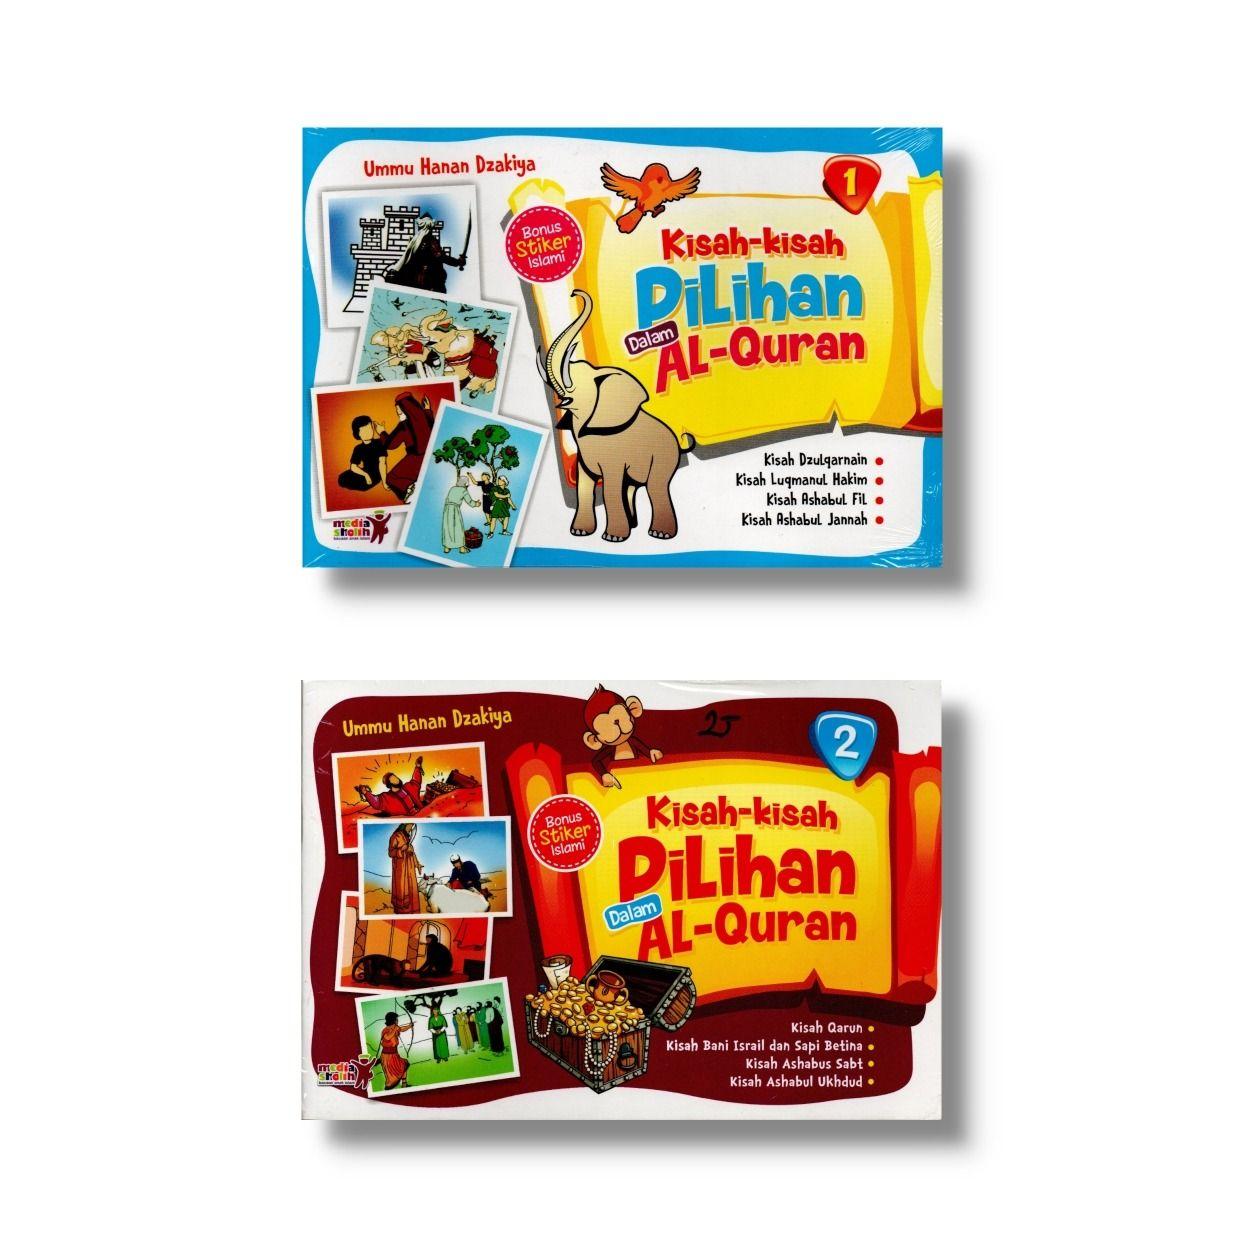 Ummu Hanan Dzakiya
1
Bonus
Stiker
Islami
Kisah-kisah
PiLihan
Dalam
AL-Quran
Kisah Dzulqarnain
Kisah Luqmanul Hakim
Kisah Ashabul Fil
Kisah Ashabul Jannah
media
sholih
Ummu Hanan Dzakiya
25
2
Bonus
Stiker
Islami
Kisah-kisah
PiLihan
Dalam
AL-Quran
Kisah Qarun
Kisah Bani Israil dan Sapi Betina
Kisah Ashabus Sabt
Kisah Ashabul Ukhdud
media
sholih